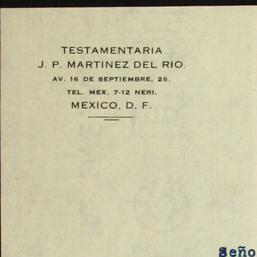 TESTAMENTARIA
J. P. MARTINEZ DEL RIO.
AV. 16 DE SEPTIEMBRE, 26.
TEL. MEX. 7-12 NERI.
MEXICO, D. F.
Seño